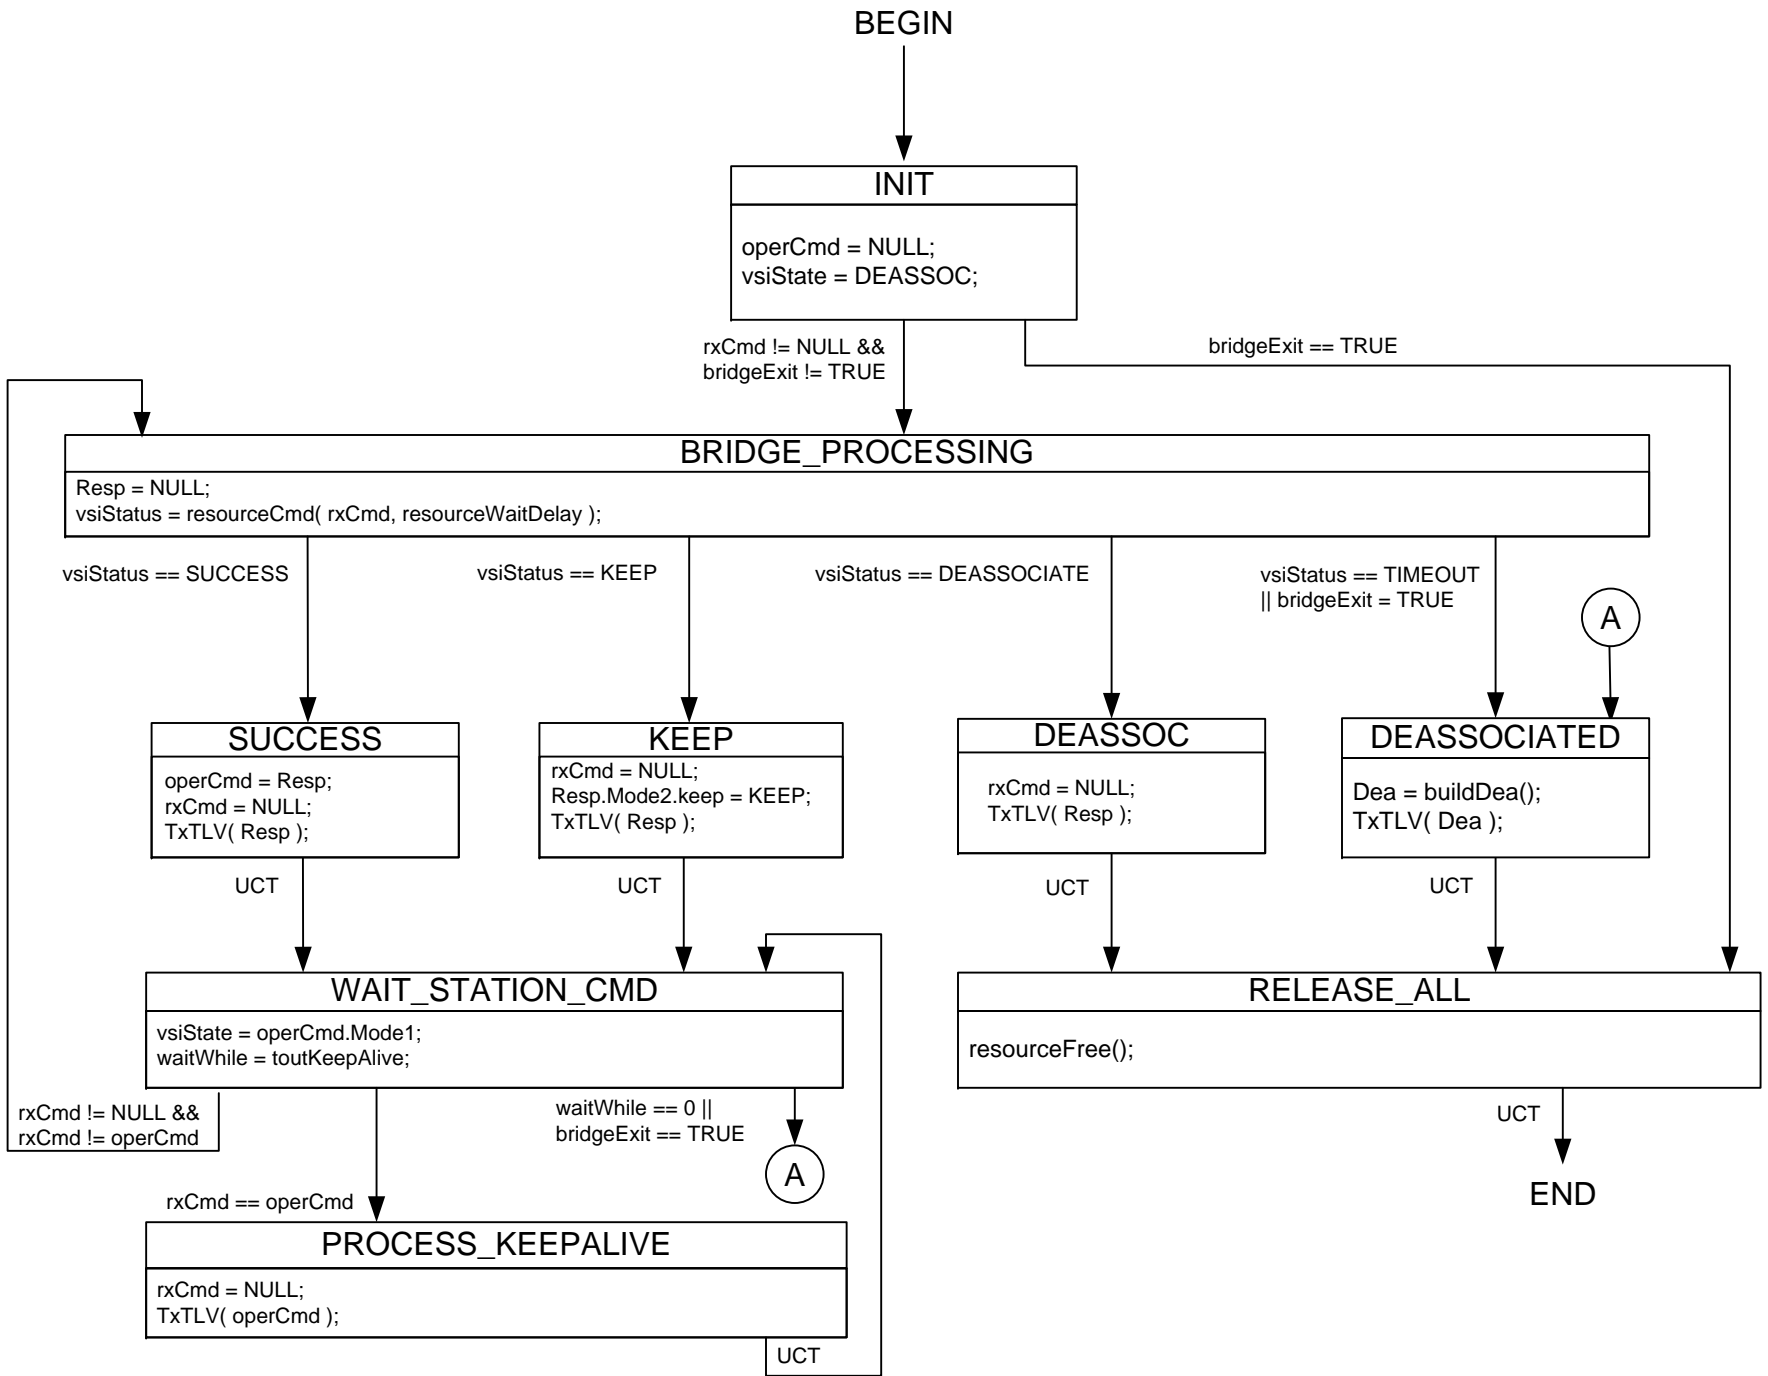 BEGIN
INIT
operCmd = NULL;
vsiState = DEASSOC;
rxCmd != NULL &&
bridgeExit != TRUE
bridgeExit == TRUE
BRIDGE_PROCESSING
Resp = NULL;
vsiStatus = resourceCmd( rxCmd, resourceWaitDelay );
vsiStatus == SUCCESS
vsiStatus == KEEP
vsiStatus == DEASSOCIATE
vsiStatus == TIMEOUT
|| bridgeExit = TRUE
A
SUCCESS
operCmd = Resp;
rxCmd = NULL;
TxTLV( Resp );
KEEP
rxCmd = NULL;
Resp.Mode2.keep = KEEP;
TxTLV( Resp );
DEASSOC
rxCmd = NULL;
TxTLV( Resp );
DEASSOCIATED
Dea = buildDea();
TxTLV( Dea );
UCT
UCT
UCT
UCT
WAIT_STATION_CMD
vsiState = operCmd.Mode1;
waitWhile = toutKeepAlive;
RELEASE_ALL
resourceFree();
rxCmd != NULL &&
rxCmd != operCmd
waitWhile == 0 ||
bridgeExit == TRUE
A
UCT
END
rxCmd == operCmd
PROCESS_KEEPALIVE
rxCmd = NULL;
TxTLV( operCmd );
UCT